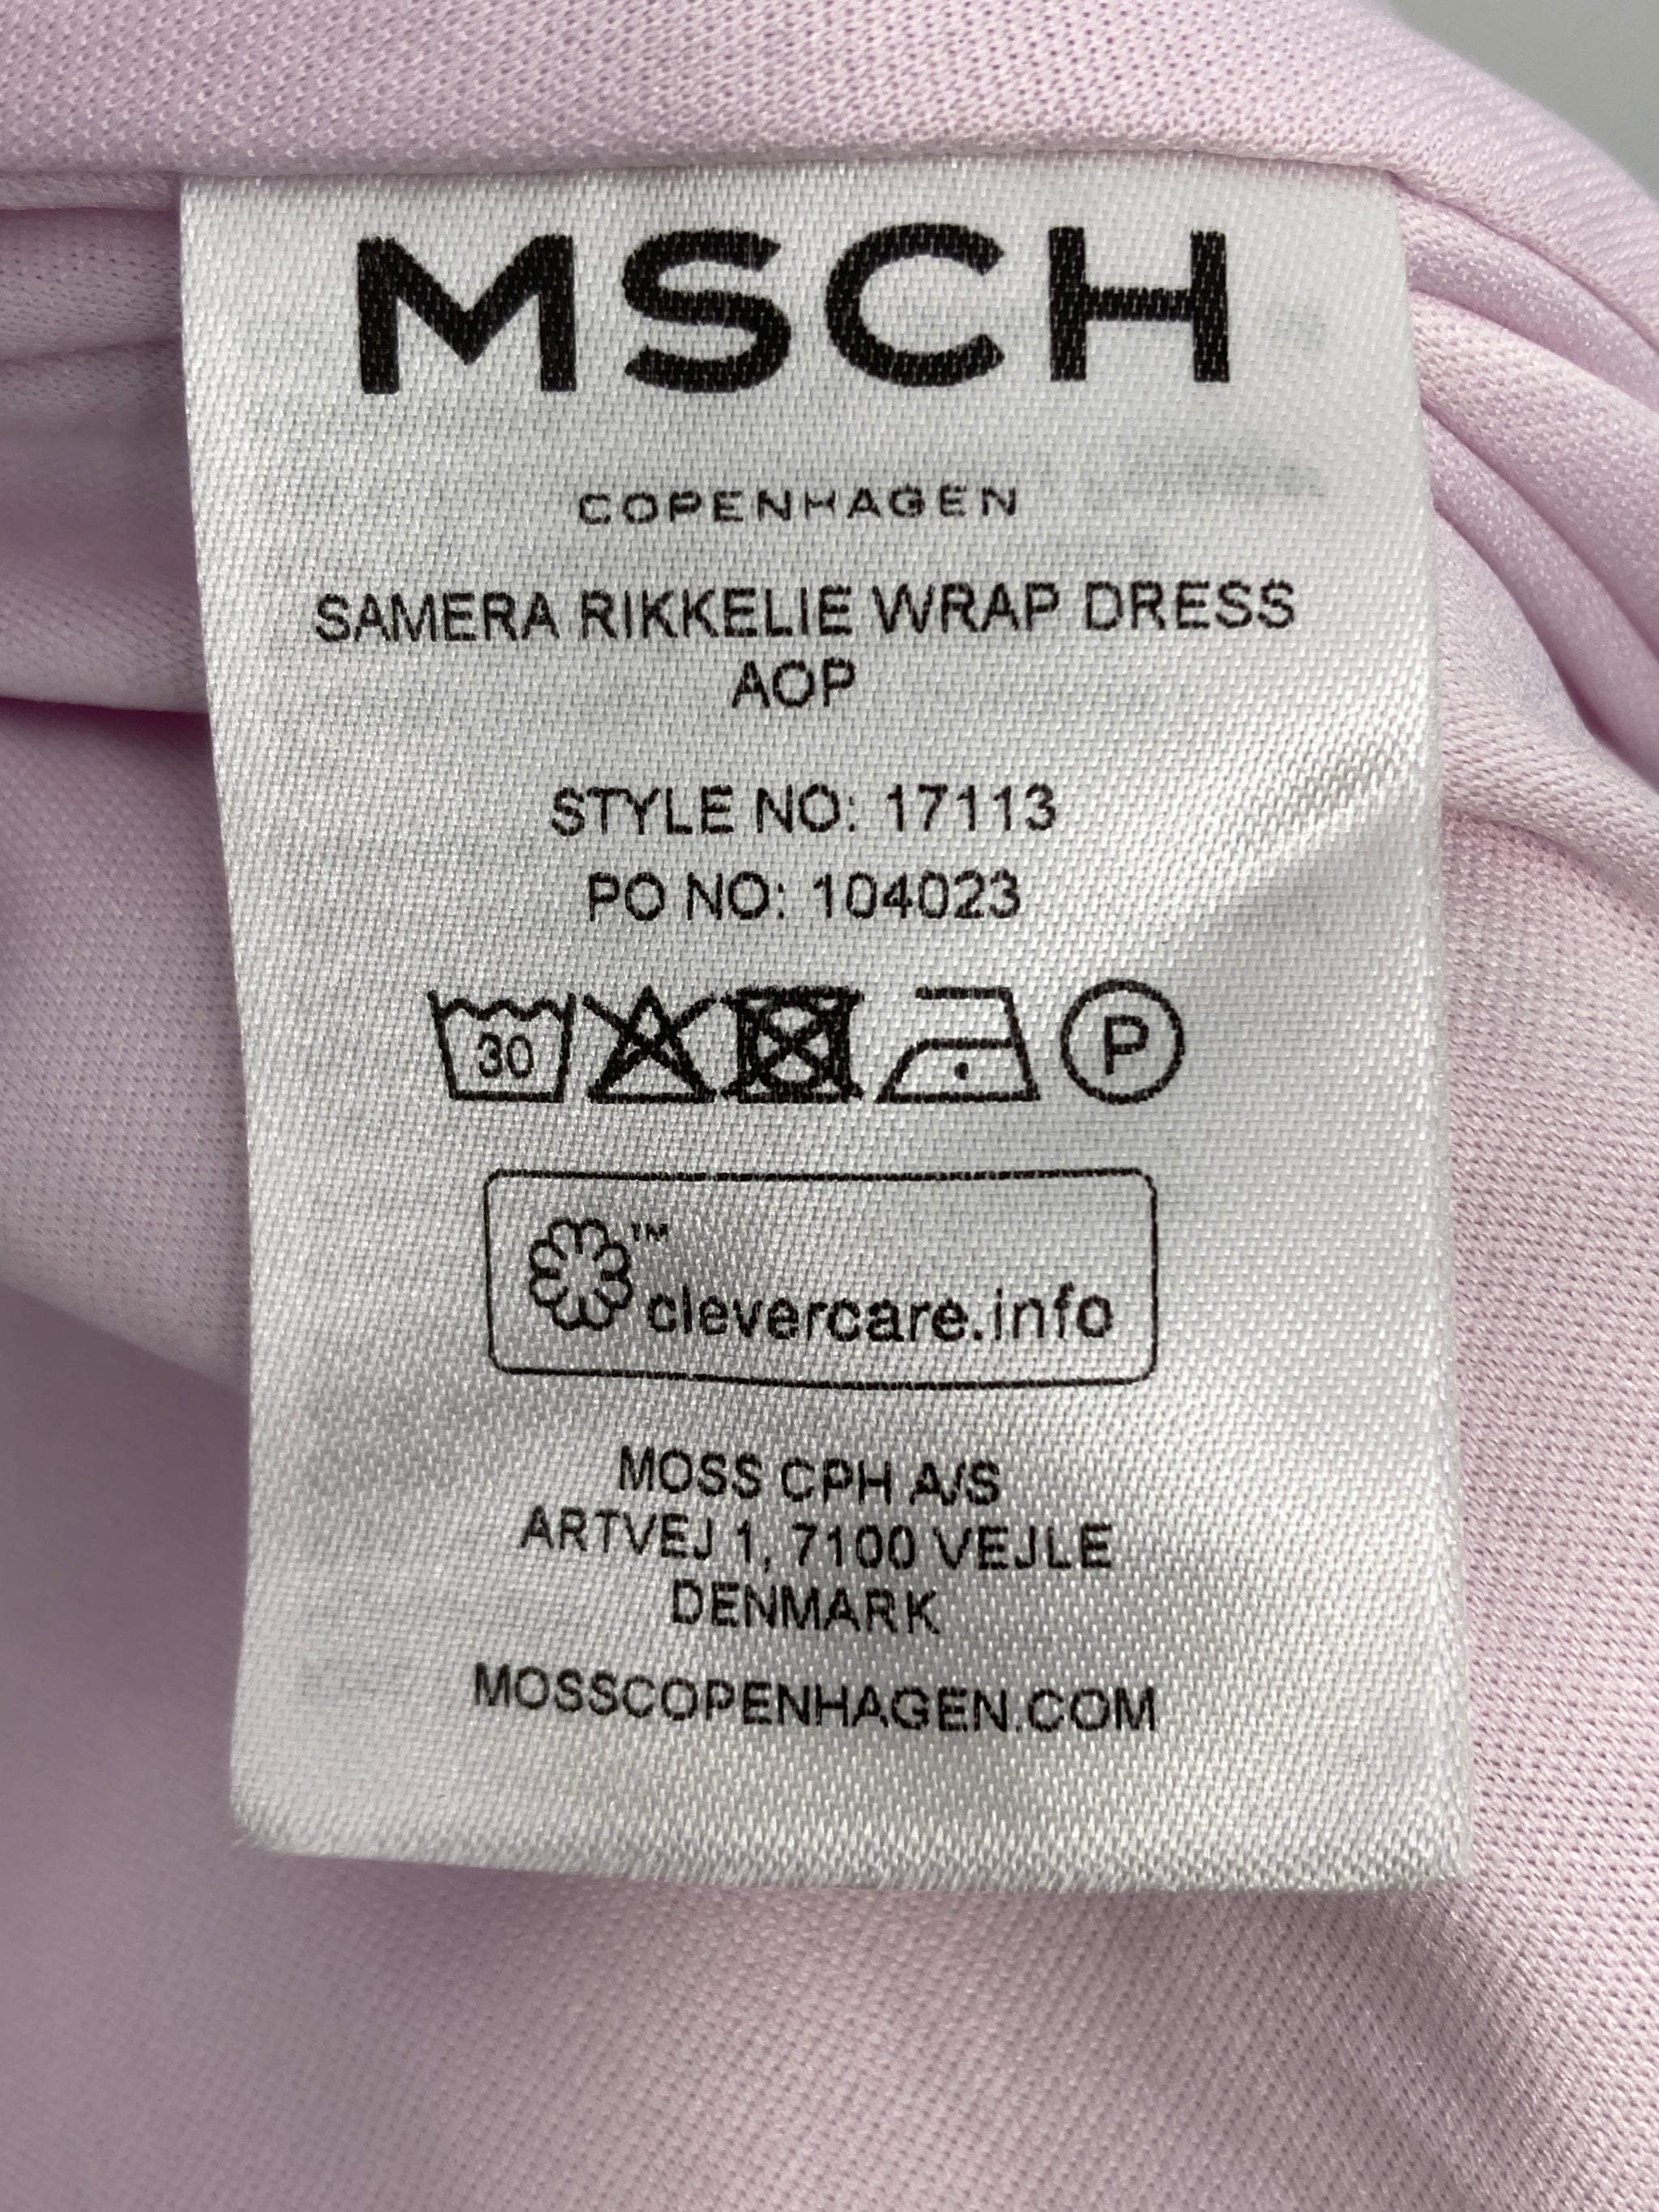 MSCH
COPENHAGEN
SAMERA RIKKELIE WRAP DRESS
AOP
STYLE NO: 17113
PO NO: 104023
30 P
™
clevercare.info
MOSS CPH A/S
ARTVEJ 1, 7100 VEJLE
DENMARK
MOSSCOPENHAGEN.COM